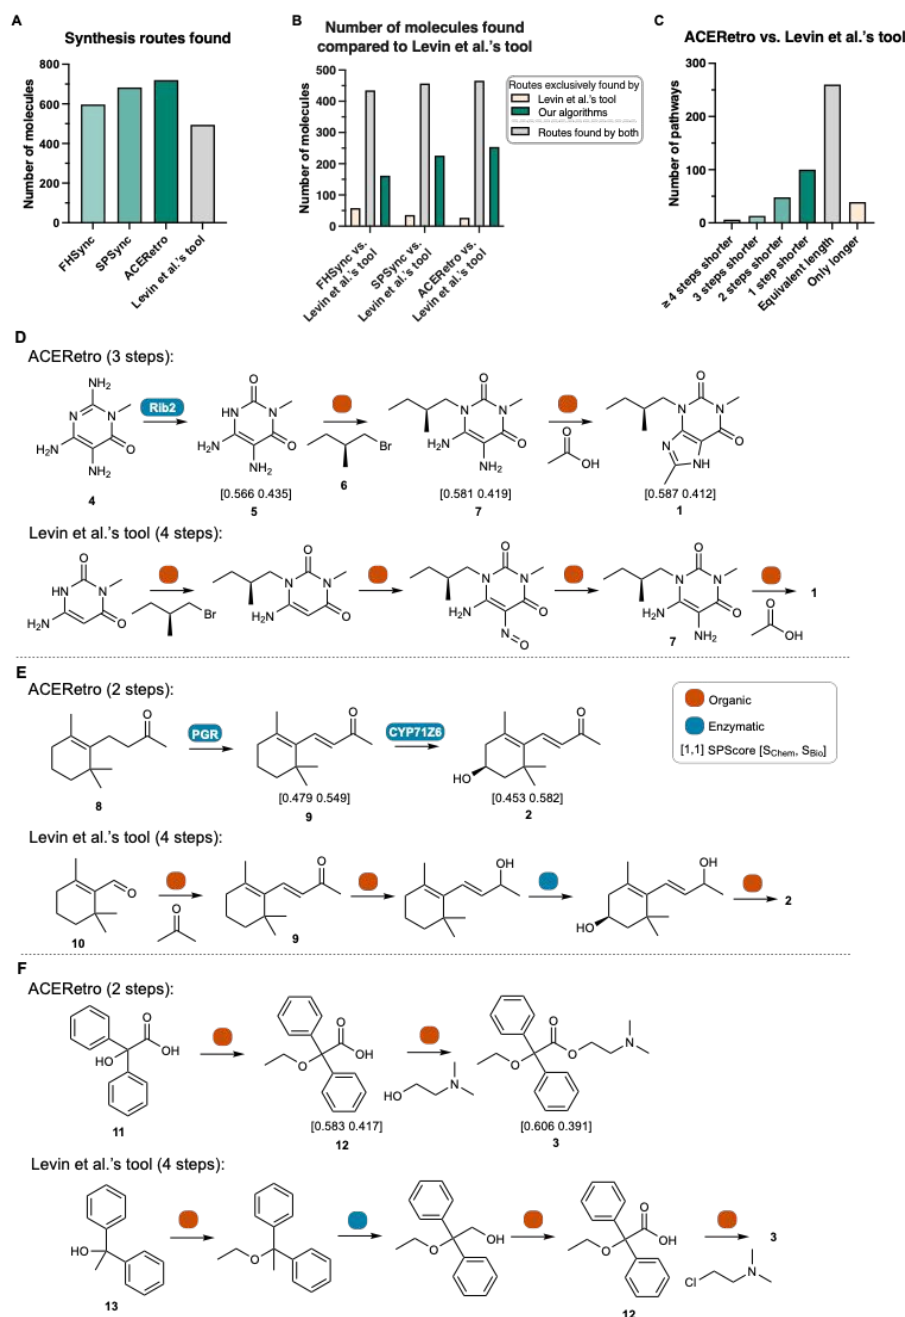 A
Synthesis routes found
Number of molecules
800
600
400
200
0
FHSync
SPSync
ACERetro
Levin et al.'s tool
B
Number of molecules found
compared to Levin et al.'s tool
Number of molecules
500
400
300
200
100
0
FHSync vs.
Levin et al.'s tool
SPSync vs.
Levin et al.'s tool
ACERetro vs.
Levin et al.'s tool
Routes exclusively found by
Levin et al.'s tool
Our algorithms
Routes found by both
C
ACERetro vs. Levin et al.'s tool
Number of pathways
300
200
100
0
≥ 4 steps shorter
3 steps shorter
2 steps shorter
1 step shorter
Equivalent length
Only longer
D
ACERetro (3 steps):
NH₂
N
N
O
H₂N
NH₂
4
Rib2
O
HN
N
H₂N
O
NH₂
[0.566 0.435]
5
Br
6
O
N
N
H₂N
O
NH₂
[0.581 0.419]
7
O
OH
O
N
N
O
N
NH
[0.587 0.412]
1
Levin et al.'s tool (4 steps):
O
HN
N
H₂N
O
Br
O
N
N
H₂N
O
O
N
N
H₂N
O
N
O
O
N
N
H₂N
O
NH₂
7
O
OH
1
E
ACERetro (2 steps):
O
8
PGR
O
[0.479 0.549]
9
CYP71Z6
O
HO
[0.453 0.582]
2
Organic
Enzymatic
[1,1] SPScore [S_Chem, S_Bio]
Levin et al.'s tool (4 steps):
O
10
O
O
9
OH
OH
HO
2
F
ACERetro (2 steps):
O
OH
HO
11
O
OH
O
[0.583 0.417]
12
N
HO
O
O
O
N
[0.606 0.391]
3
Levin et al.'s tool (4 steps):
HO
13
O
OH
O
O
OH
O
12
N
Cl
3